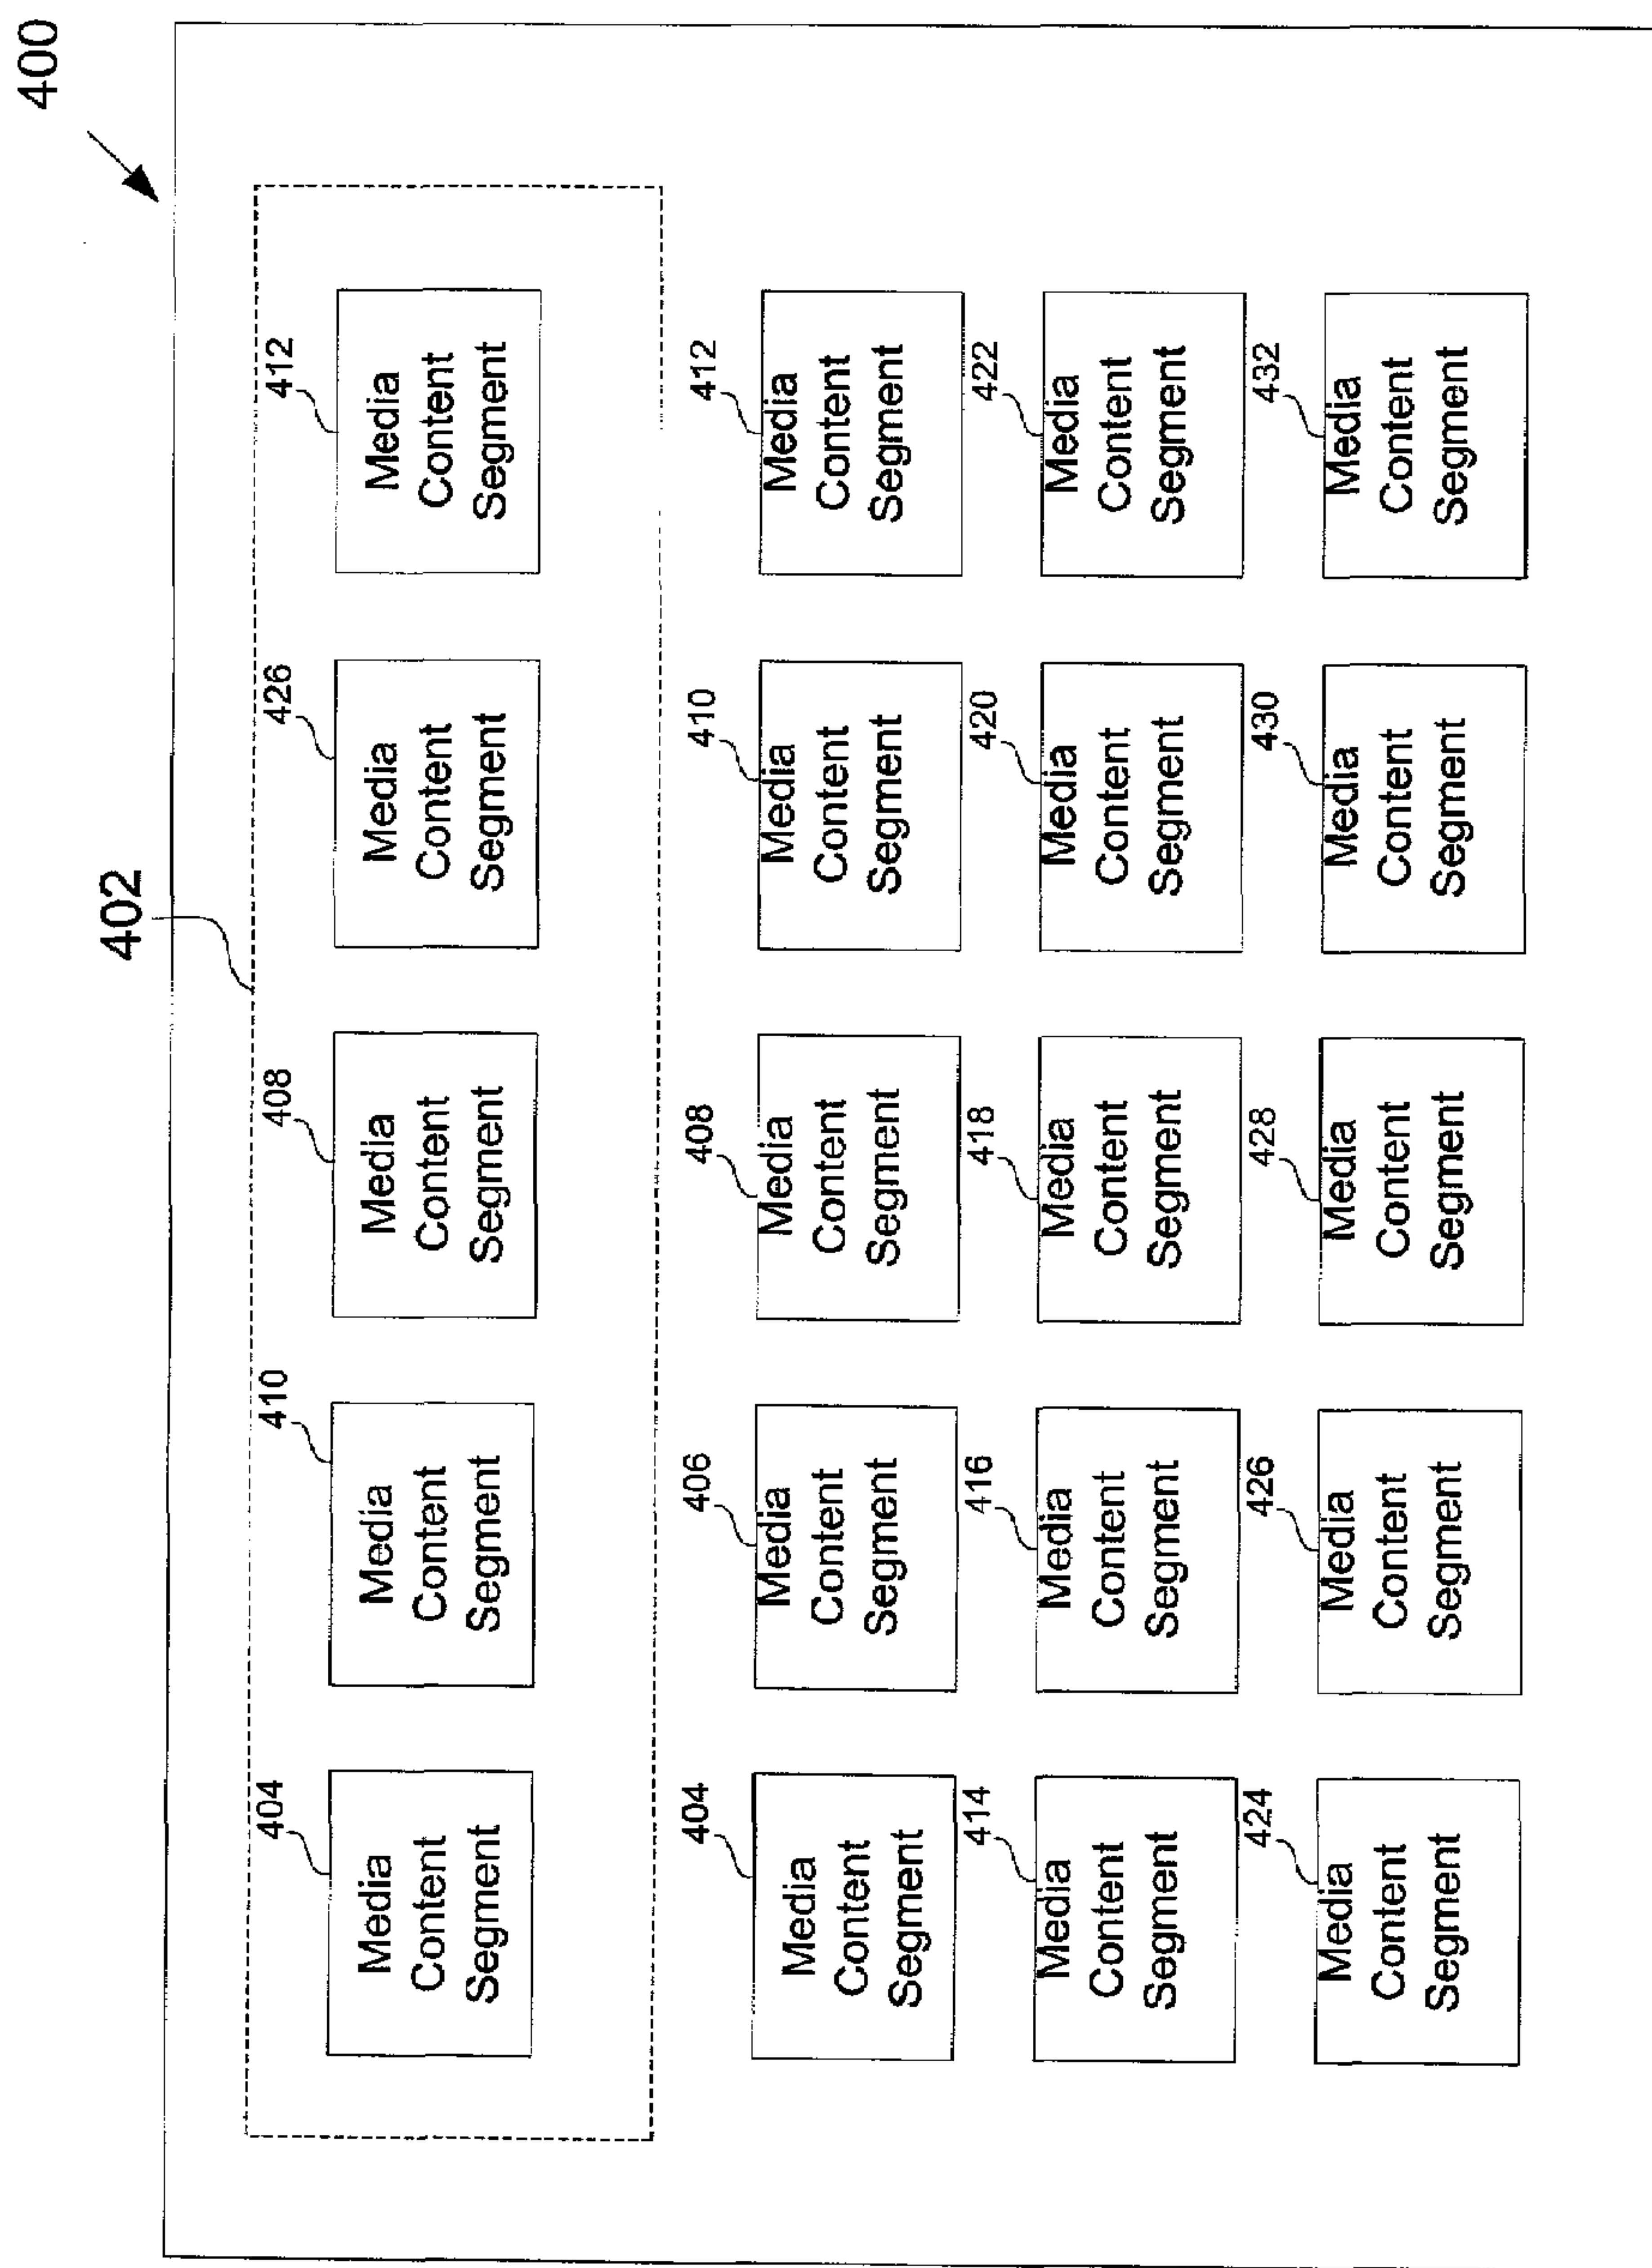 400
402
404 410 408 426 412
Media Media Media Media Media
Content Content Content Content Content
Segment Segment Segment Segment Segment
404 406 408 410 412
Media Media Media Media Media
Content Content Content Content Content
Segment Segment Segment Segment Segment
414 416 418 420 422
Media Media Media Media Media
Content Content Content Content Content
Segment Segment Segment Segment Segment
424 426 428 430 432
Media Media Media Media Media
Content Content Content Content Content
Segment Segment Segment Segment Segment